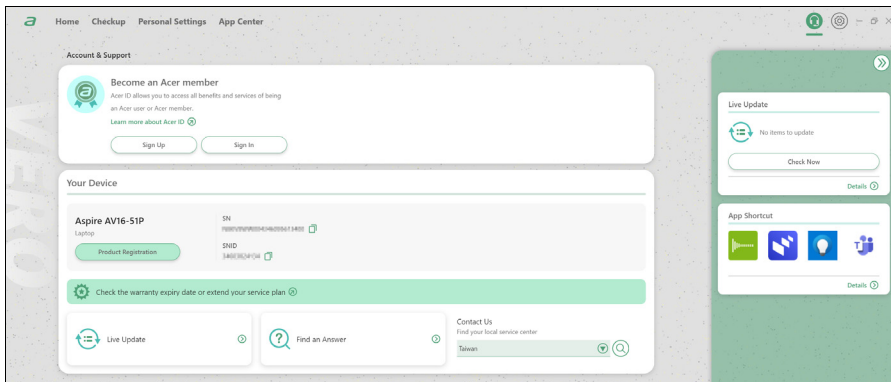 Home Checkup Personal Settings App Center
Account & Support
Become an Acer member
Acer ID allows you to access all benefits and services of being
an Acer user or Acer member.
Learn more about Acer ID
Sign Up Sign In
Your Device
Aspire AV16-51P
Laptop
Product Registration
SN
SNID
Check the warranty expiry date or extend your service plan
Live Update
Find an Answer
Contact Us
Find your local service center
Taiwan
Live Update
No items to update
Check Now
Details
App Shortcut
Details
VERO